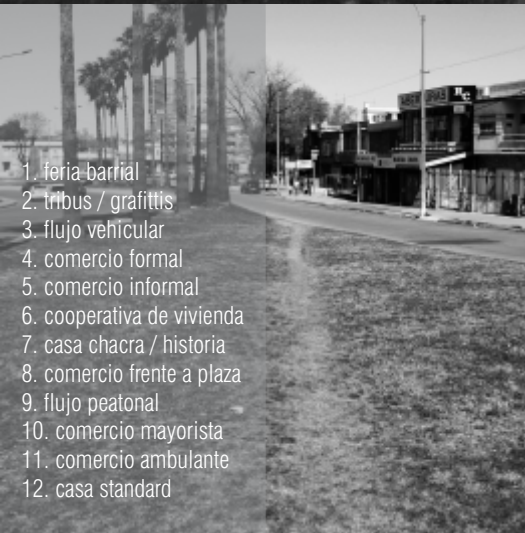 1. feria barrial
2. tribus / grafittis
3. flujo vehicular
4. comercio formal
5. comercio informal
6. cooperativa de vivienda
7. casa chacra / historia
8. comercio frente a plaza
9. flujo peatonal
10. comercio mayorista
11. comercio ambulante
12. casa standard